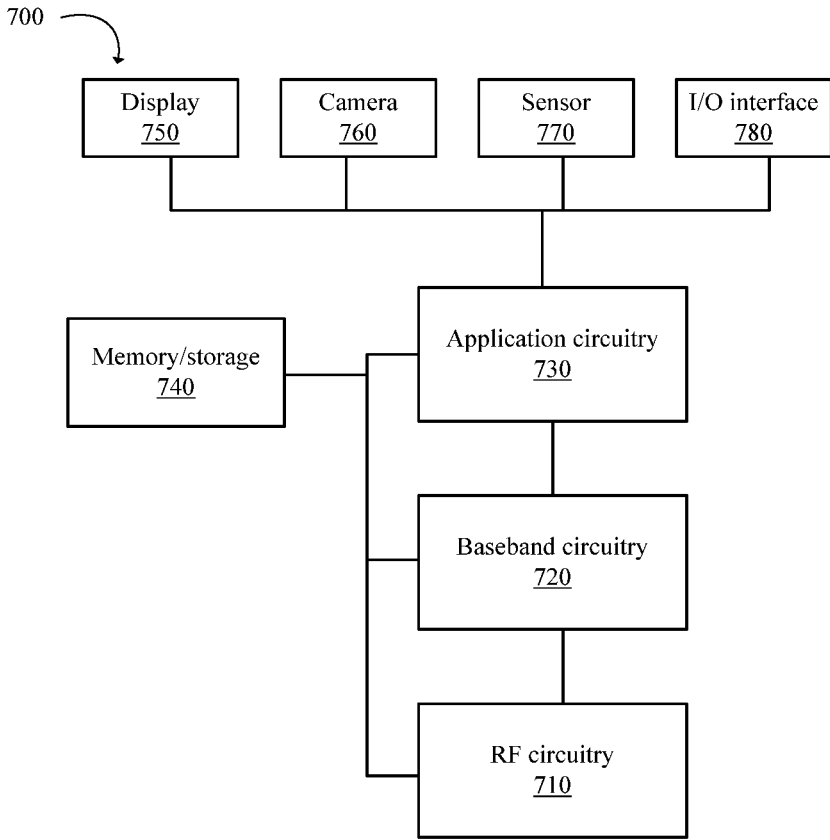 700
Display
750
Camera
760
Sensor
770
I/O interface
780
Application circuitry
730
Memory/storage
740
Baseband circuitry
720
RF circuitry
710